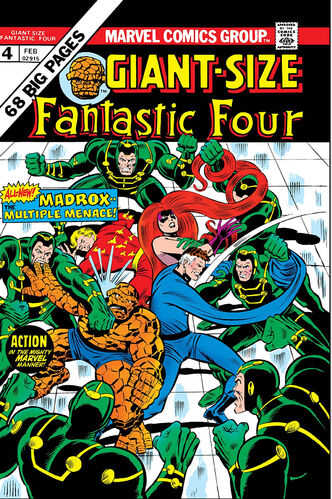 GIANT-SIZE
FANTASTIC FOUR
4 FEB
02915
68 BIG PAGES
MARVEL COMICS GROUP™
APPROVED
BY THE
COMICS
CODE
AUTHORITY
GIANT-SIZE
Fantastic Four
ALL-NEW!
MADROX--
THE
MULTIPLE MENACE!
ACTION
IN THE MIGHTY
MARVEL
MANNER!